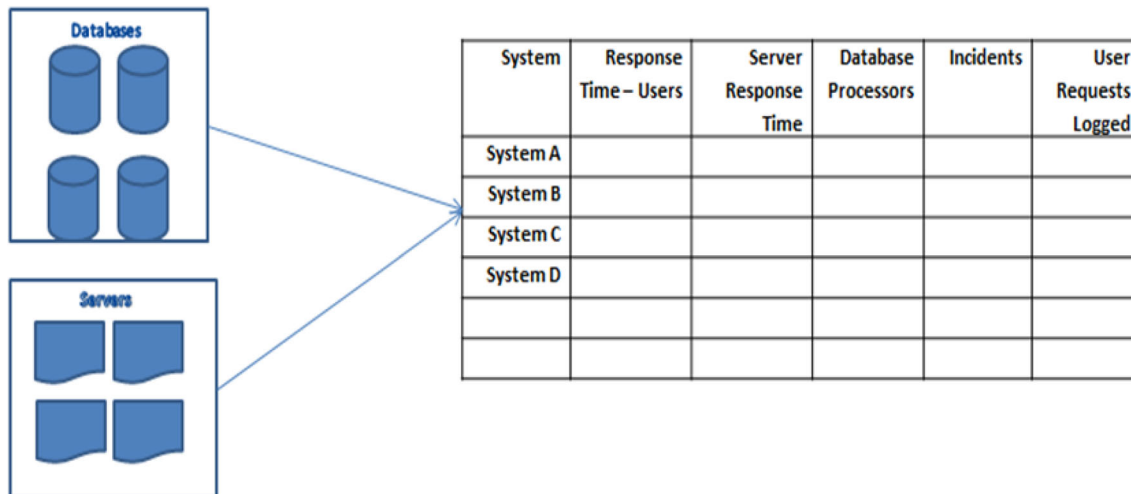 Databases
Servers
System
Response
Time – Users
Server
Response
Time
Database
Processors
Incidents
User
Requests
Logged
System A
System B
System C
System D